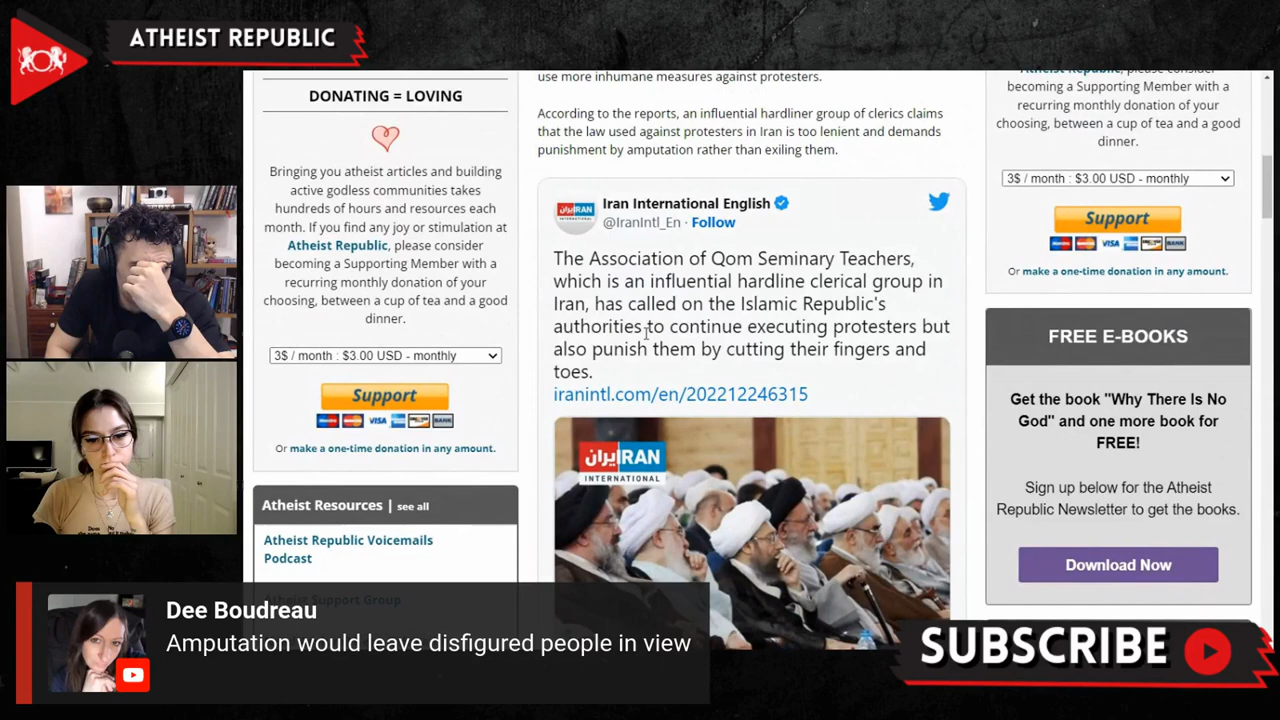 ATHEIST REPUBLIC
DONATING = LOVING
Bringing you atheist articles and building
active godless communities takes
hundreds of hours and resources each
month. If you find any joy or stimulation at
Atheist Republic, please consider
becoming a Supporting Member with a
recurring monthly donation of your
choosing, between a cup of tea and a good
dinner.
3$ / month : $3.00 USD - monthly
Support
VISA
BANK
Or make a one-time donation in any amount.
Atheist Resources | see all
Atheist Republic Voicemails
Podcast
Atheist Support Group
use more inhumane measures against protesters.
According to the reports, an influential hardliner group of clerics claims
that the law used against protesters in Iran is too lenient and demands
punishment by amputation rather than exiling them.
Iran International English
@IranIntl_En · Follow
The Association of Qom Seminary Teachers,
which is an influential hardline clerical group in
Iran, has called on the Islamic Republic's
authorities to continue executing protesters but
also punish them by cutting their fingers and
toes.
iranintl.com/en/202212246315
ایران IRAN
INTERNATIONAL
Atheist Republic, please consider
becoming a Supporting Member with a
recurring monthly donation of your
choosing, between a cup of tea and a good
dinner.
3$ / month : $3.00 USD - monthly
Support
VISA
BANK
Or make a one-time donation in any amount.
FREE E-BOOKS
Get the book "Why There Is No
God" and one more book for
FREE!
Sign up below for the Atheist
Republic Newsletter to get the books.
Download Now
Dee Boudreau
Amputation would leave disfigured people in view
SUBSCRIBE